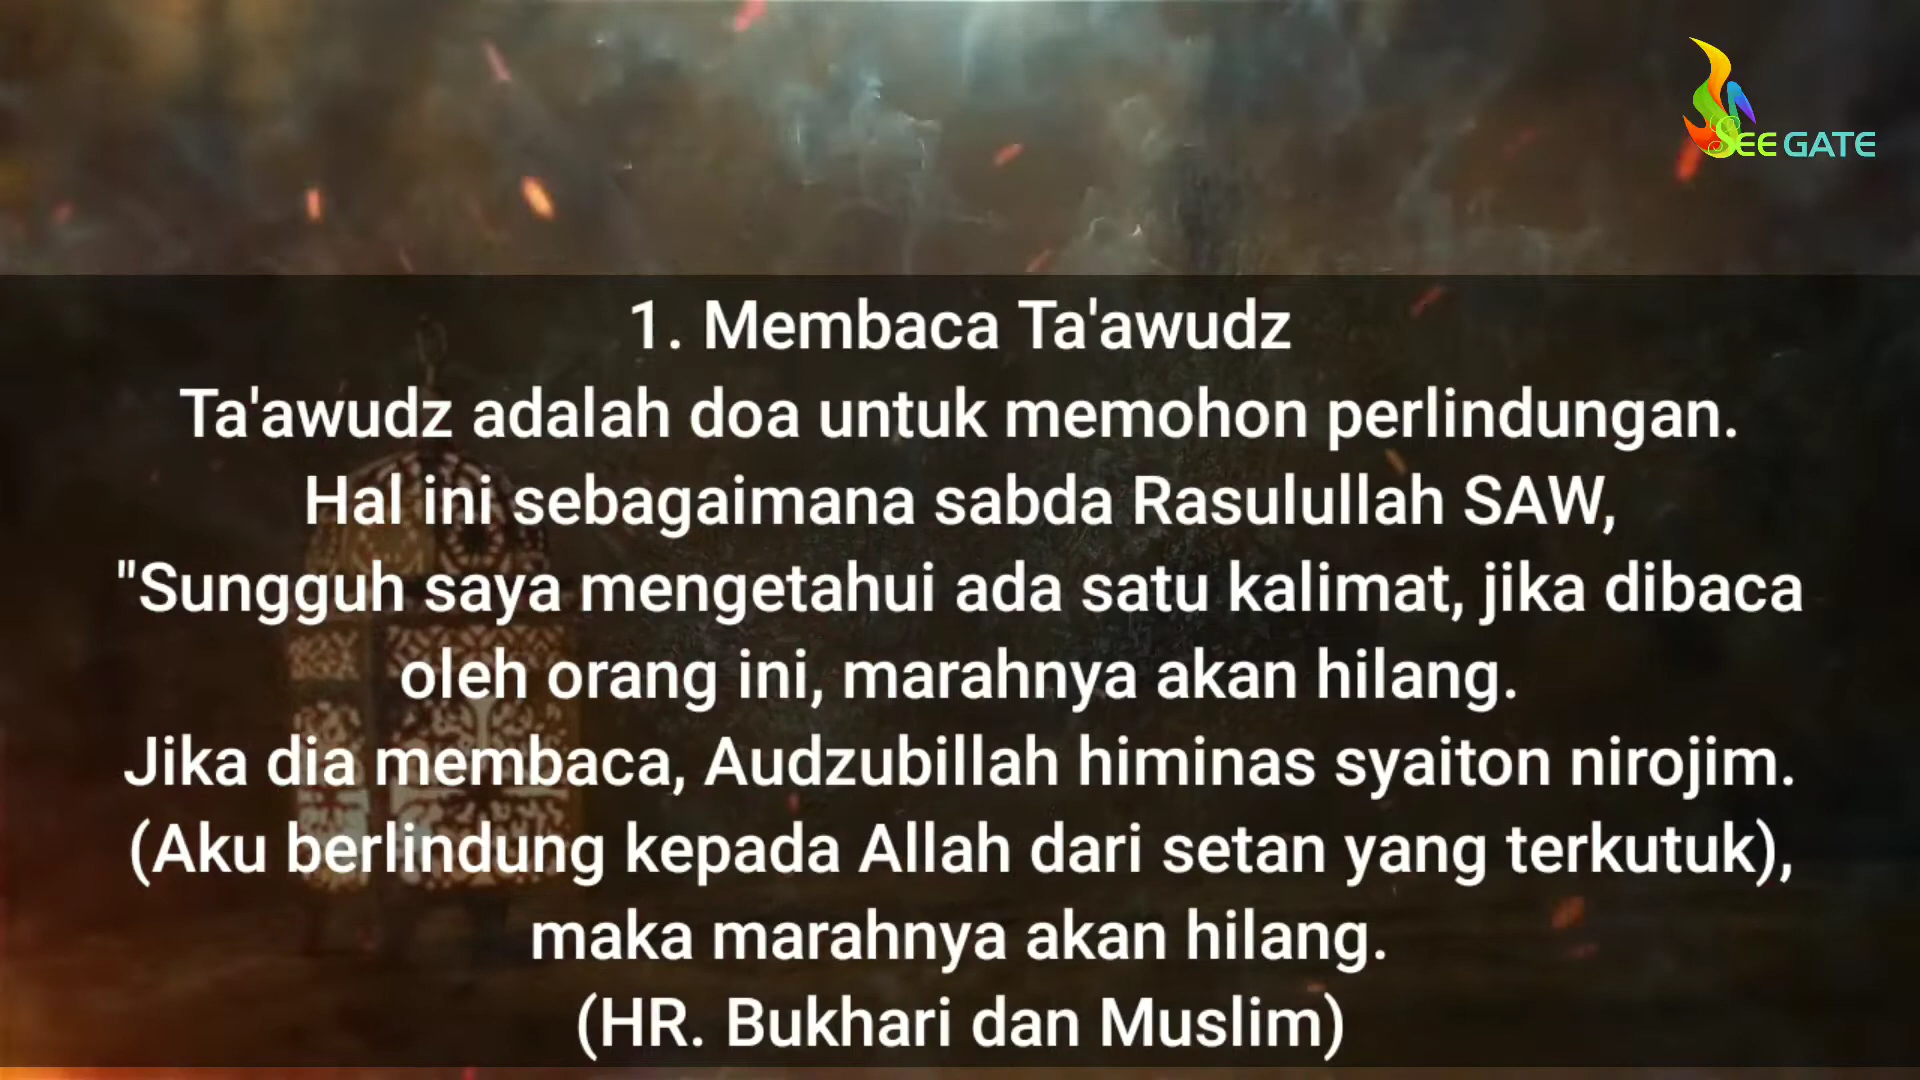 SEE GATE
1. Membaca Ta'awudz
Ta'awudz adalah doa untuk memohon perlindungan.
Hal ini sebagaimana sabda Rasulullah SAW,
"Sungguh saya mengetahui ada satu kalimat, jika dibaca
oleh orang ini, marahnya akan hilang.
Jika dia membaca, Audzubillah himinas syaiton nirojim.
(Aku berlindung kepada Allah dari setan yang terkutuk),
maka marahnya akan hilang.
(HR. Bukhari dan Muslim)